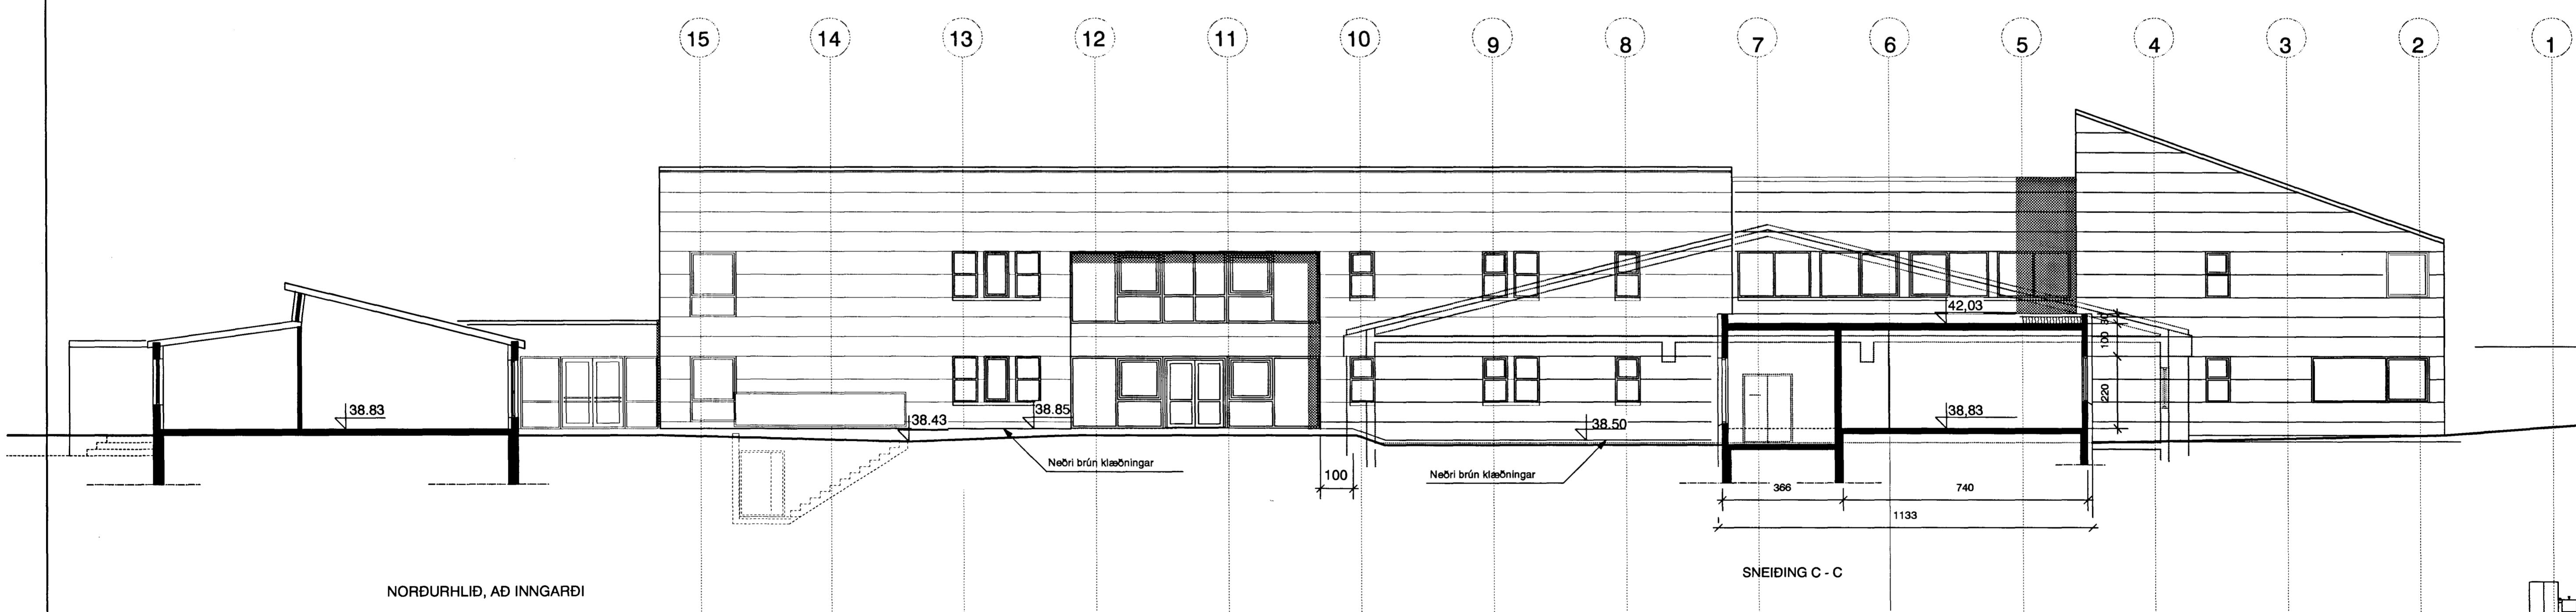 15 14 13 12 11 10 9 8 7 6 5 4 3 2 1
42,03
30
100
220
38.83
38.43
38.85
38.50
38,83
Neðri brún klæðningar
100
Neðri brún klæðningar
366
740
1133
NORÐURHLIÐ, AÐ INNGARÐI
SNEIÐING C - C